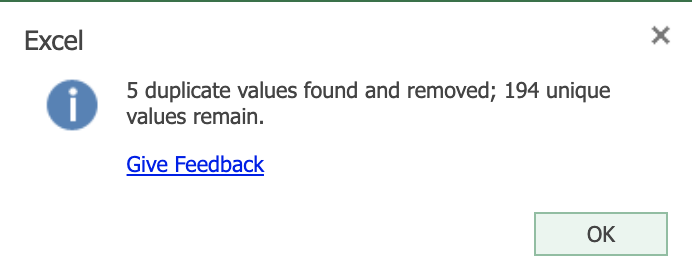 Excel
5 duplicate values found and removed; 194 unique
values remain.
Give Feedback
OK